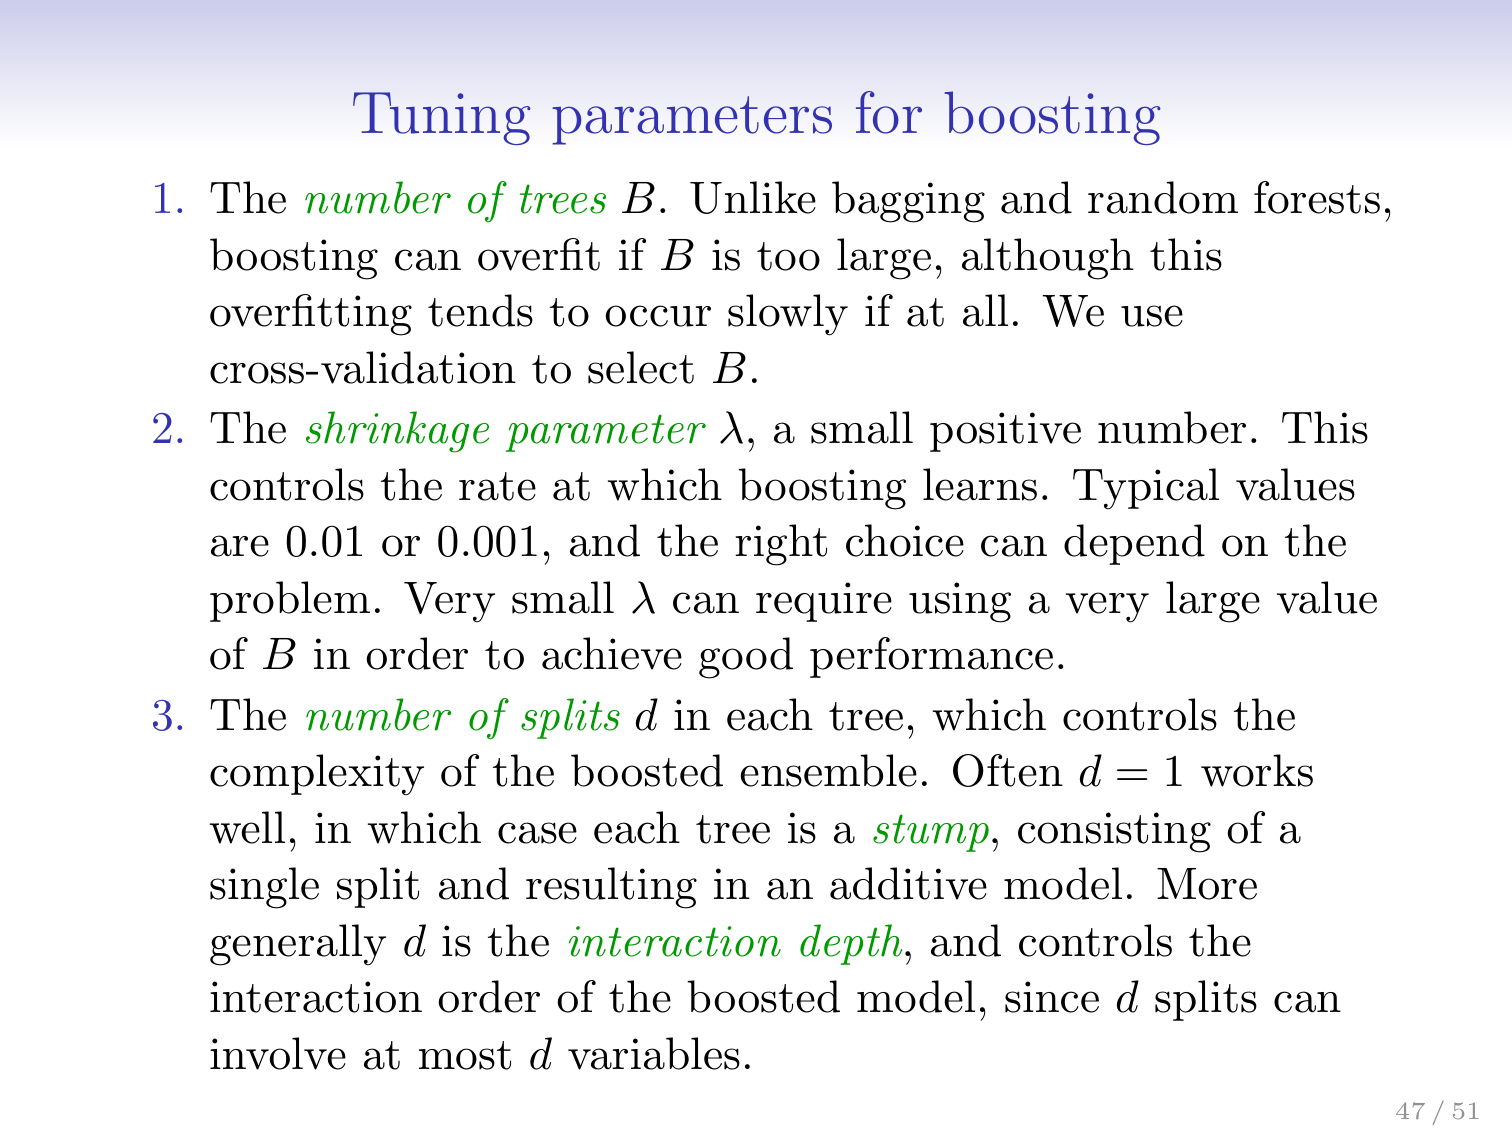 Tuning parameters for boosting
1. The number of trees B. Unlike bagging and random forests,
boosting can overfit if B is too large, although this
overfitting tends to occur slowly if at all. We use
cross-validation to select B.
2. The shrinkage parameter λ, a small positive number. This
controls the rate at which boosting learns. Typical values
are 0.01 or 0.001, and the right choice can depend on the
problem. Very small λ can require using a very large value
of B in order to achieve good performance.
3. The number of splits d in each tree, which controls the
complexity of the boosted ensemble. Often d = 1 works
well, in which case each tree is a stump, consisting of a
single split and resulting in an additive model. More
generally d is the interaction depth, and controls the
interaction order of the boosted model, since d splits can
involve at most d variables.
47 / 51